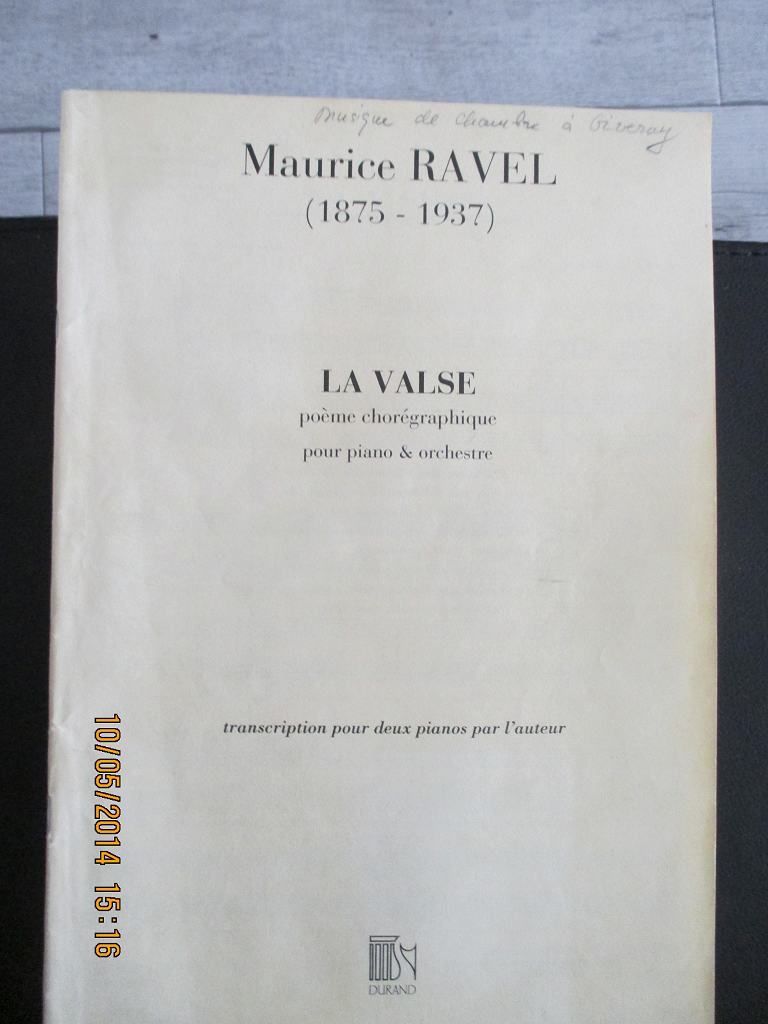 musique de chambre à Giverny
Maurice RAVEL
(1875 - 1937)
LA VALSE
poème chorégraphique
pour piano & orchestre
transcription pour deux pianos par l'auteur
DURAND
10/05/2014 15:16